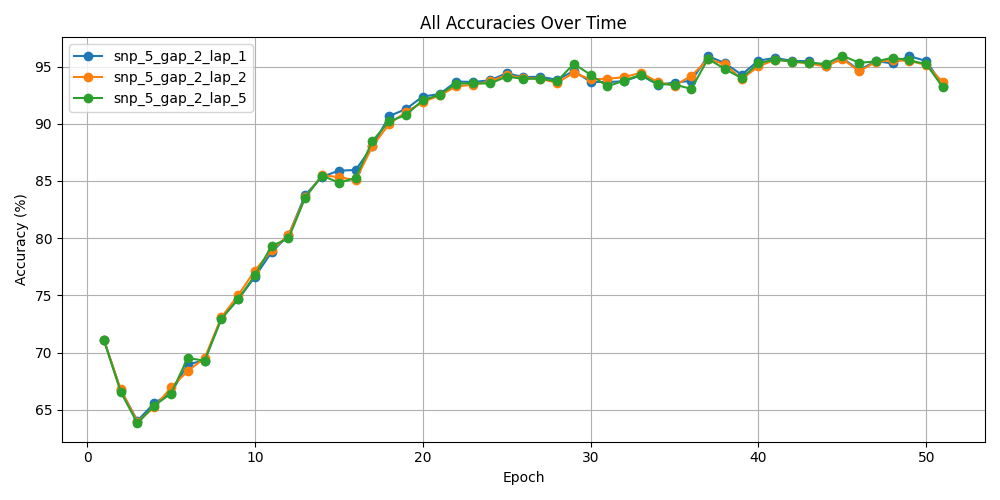 All Accuracies Over Time
snp_5_gap_2_lap_1
snp_5_gap_2_lap_2
snp_5_gap_2_lap_5
Accuracy (%)
95
90
85
80
75
70
65
0 10 20 30 40 50
Epoch